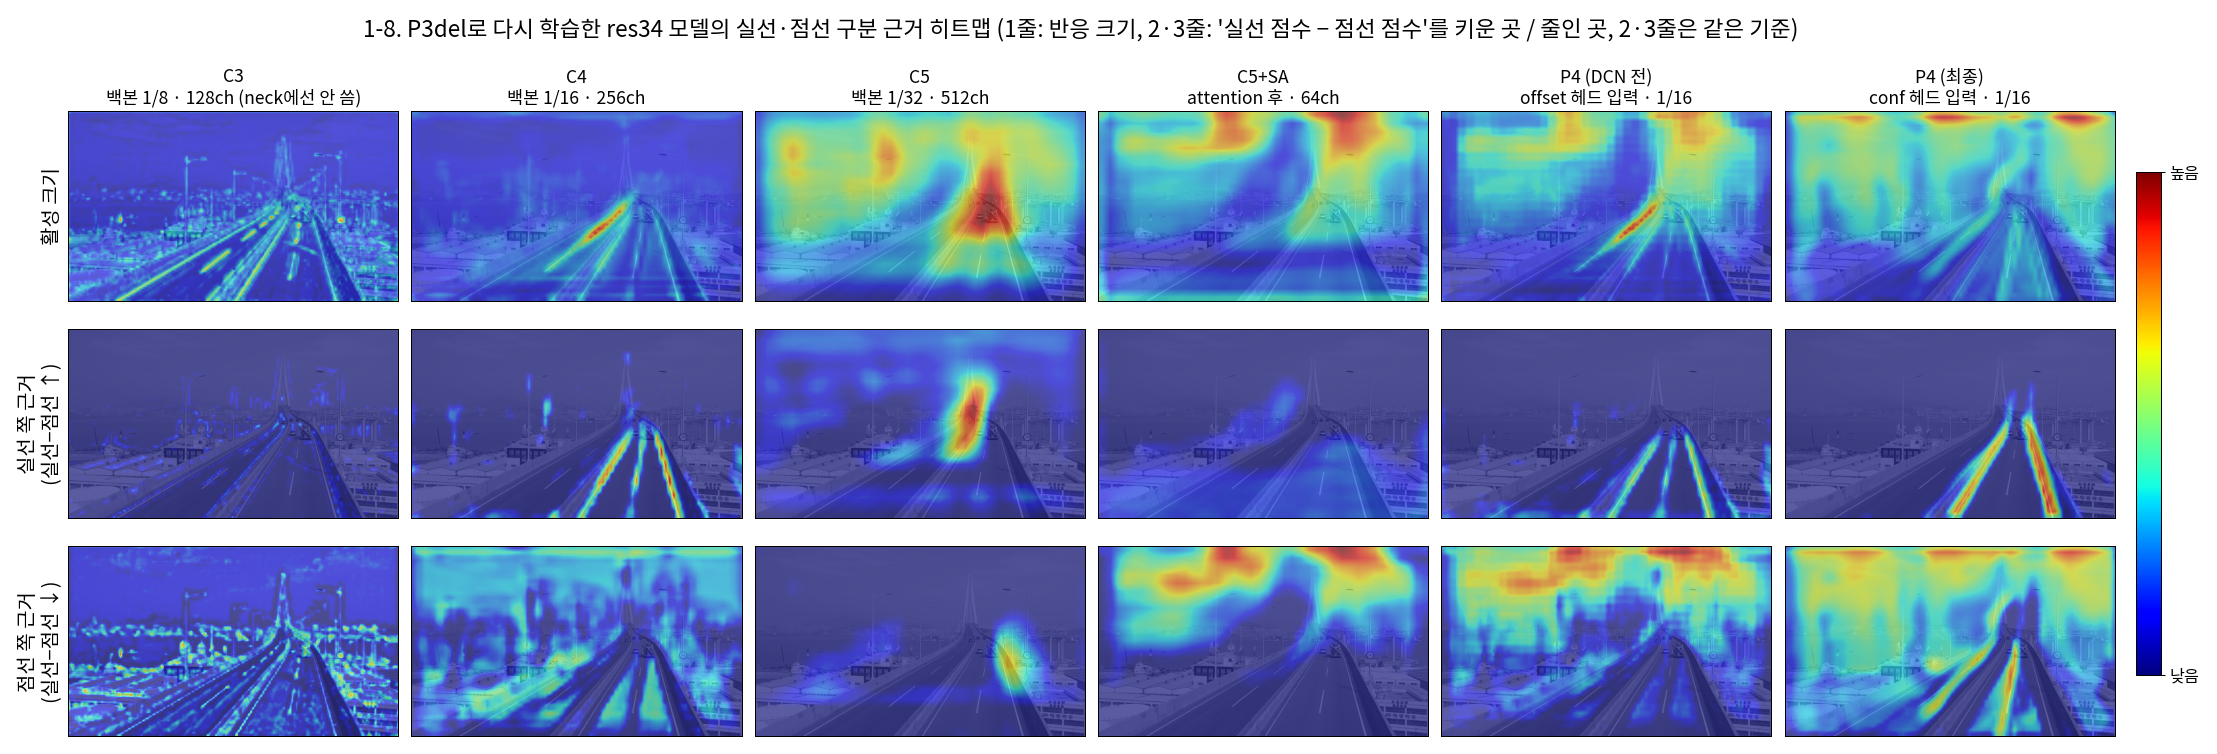 1-8. P3del로 다시 학습한 res34 모델의 실선·점선 구분 근거 히트맵 (1줄: 반응 크기, 2·3줄: '실선 점수 − 점선 점수'를 키운 곳 / 줄인 곳, 2·3줄은 같은 기준)
C3
백본 1/8 · 128ch (neck에선 안 씀)
C4
백본 1/16 · 256ch
C5
백본 1/32 · 512ch
C5+SA
attention 후 · 64ch
P4 (DCN 전)
offset 헤드 입력 · 1/16
P4 (최종)
conf 헤드 입력 · 1/16
활성 크기
실선 쪽 근거
(실선−점선 ↑)
점선 쪽 근거
(실선−점선 ↓)
높음
낮음